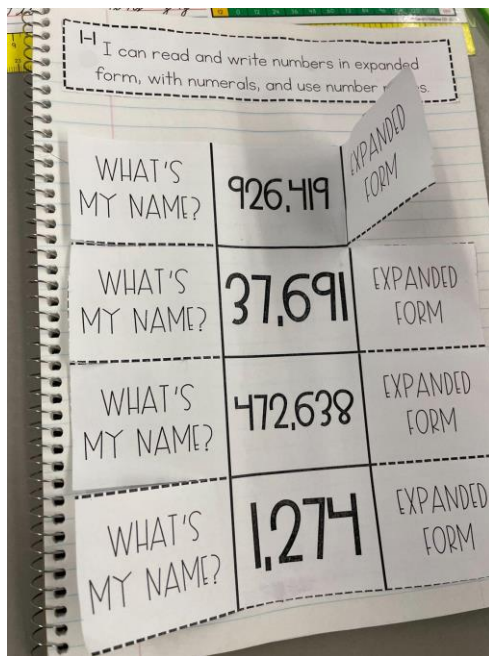 1-1 I can read and write numbers in expanded
form, with numerals, and use number
WHAT'S
MY NAME?
926,419
EXPANDED
FORM
WHAT'S
MY NAME?
37,691
EXPANDED
FORM
WHAT'S
MY NAME?
472,638
EXPANDED
FORM
WHAT'S
MY NAME?
1,274
EXPANDED
FORM